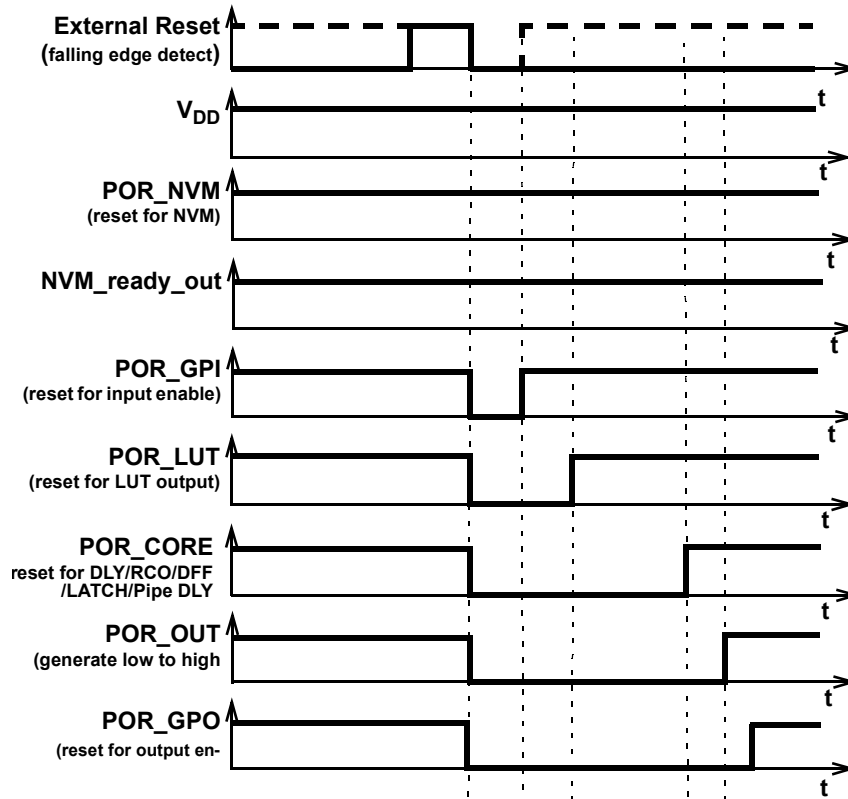 External Reset
(falling edge detect)
t
VDD
t
POR_NVM
(reset for NVM)
t
NVM_ready_out
t
POR_GPI
(reset for input enable)
t
POR_LUT
(reset for LUT output)
t
POR_CORE
reset for DLY/RCO/DFF
/LATCH/Pipe DLY
t
POR_OUT
(generate low to high
t
POR_GPO
(reset for output en-
t